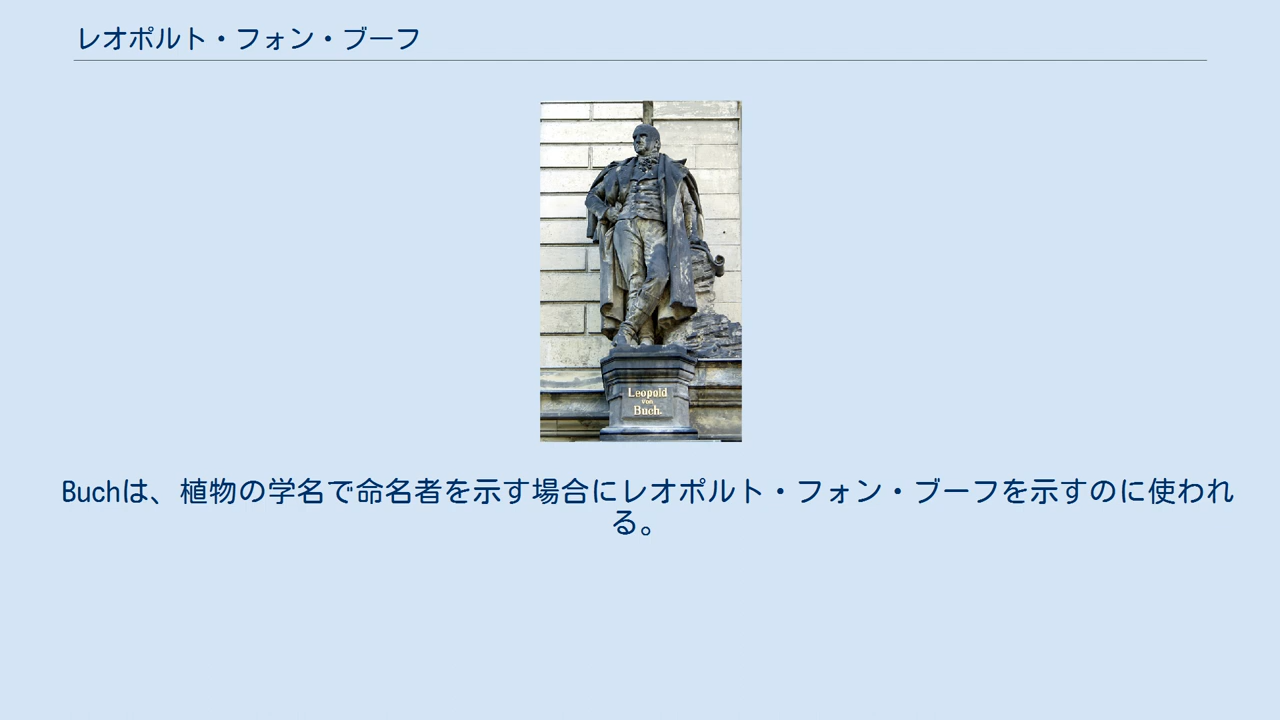 レオポルト・フォン・ブーフ
Leopold
von
Buch.
Buchは、植物の学名で命名者を示す場合にレオポルト・フォン・ブーフを示すのに使われ
る。